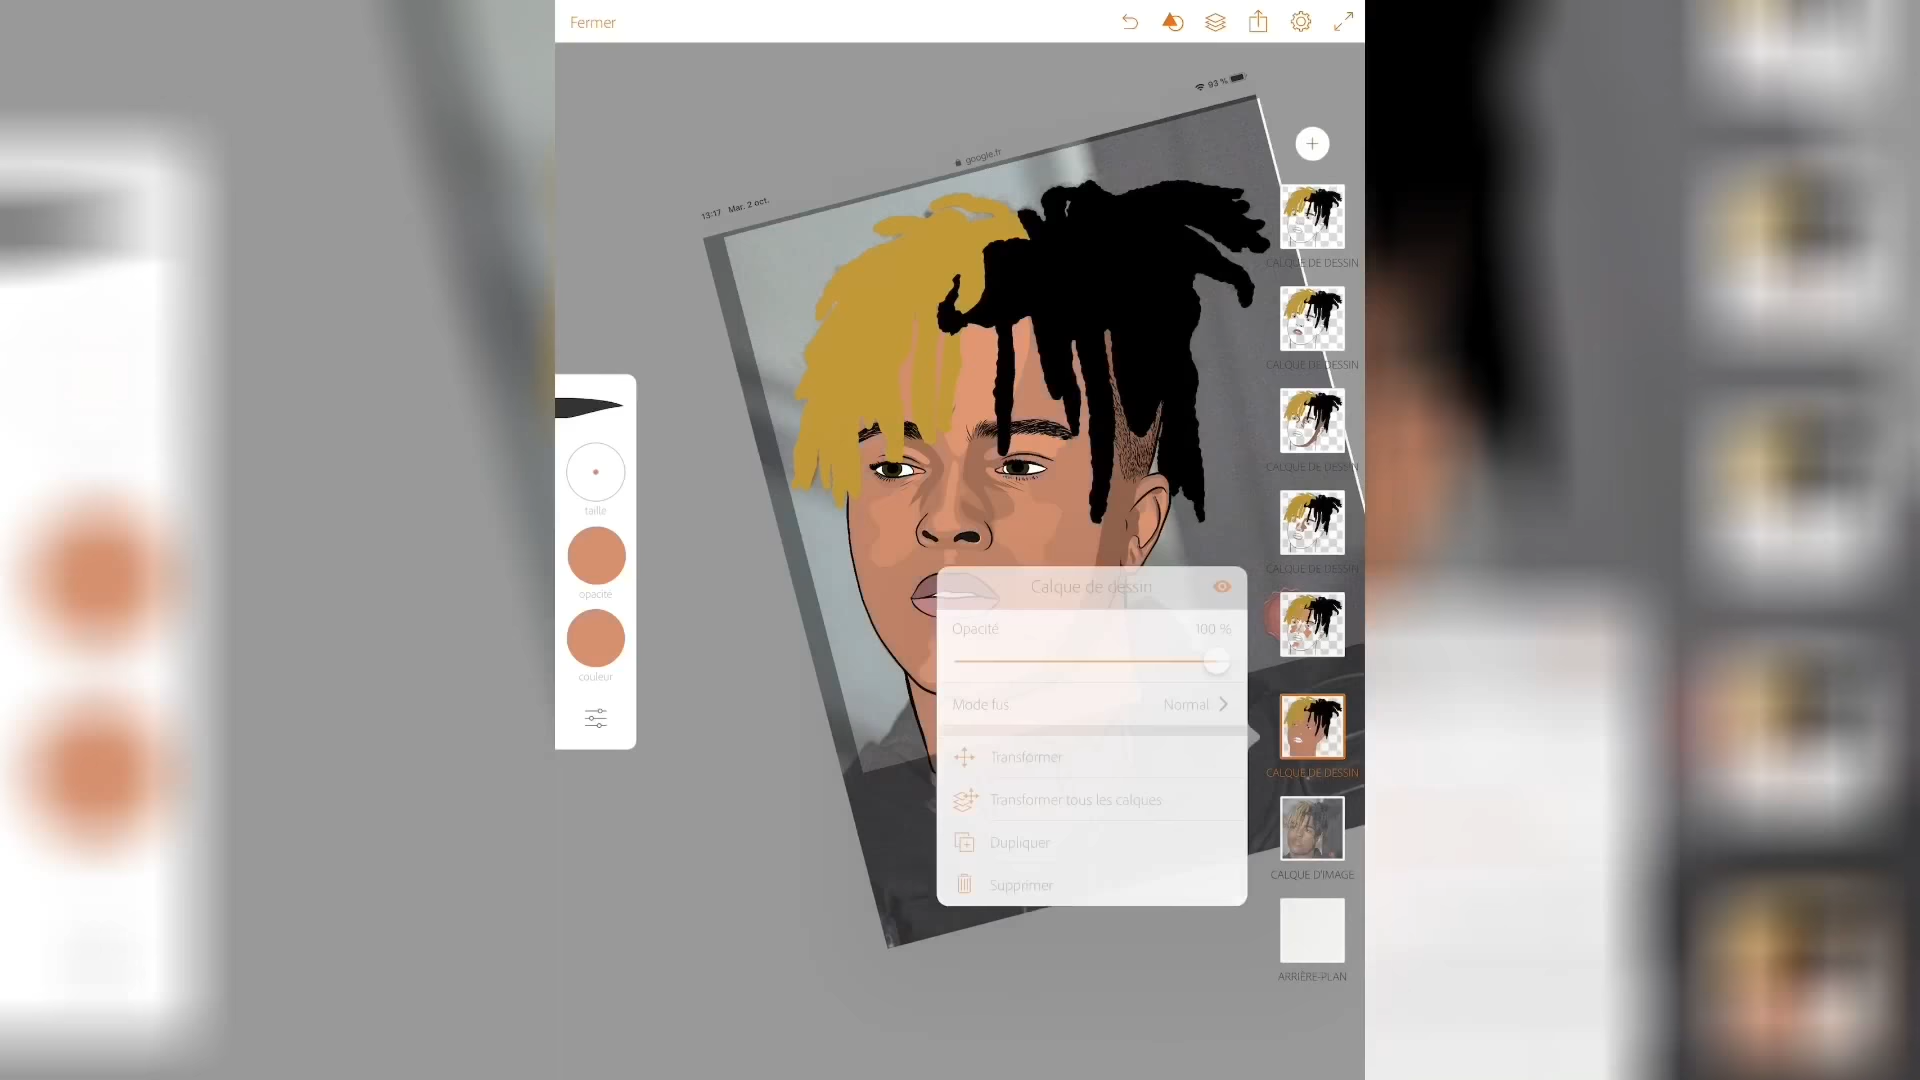 Fermer
93 %
google.fr
13:17 Mar. 2 oct.
CALQUE DE DESSIN
CALQUE DE DESSIN
CALQUE DE DESSIN
taille
CALQUE DE DESSIN
opacite
Calque de dessin
Opacité 100 %
couleur
Mode fus. Normal
Transformer
CALQUE DE DESSIN
Transformer tous les calques
Dupliquer
CALQUE D'IMAGE
Supprimer
ARRIÈRE-PLAN